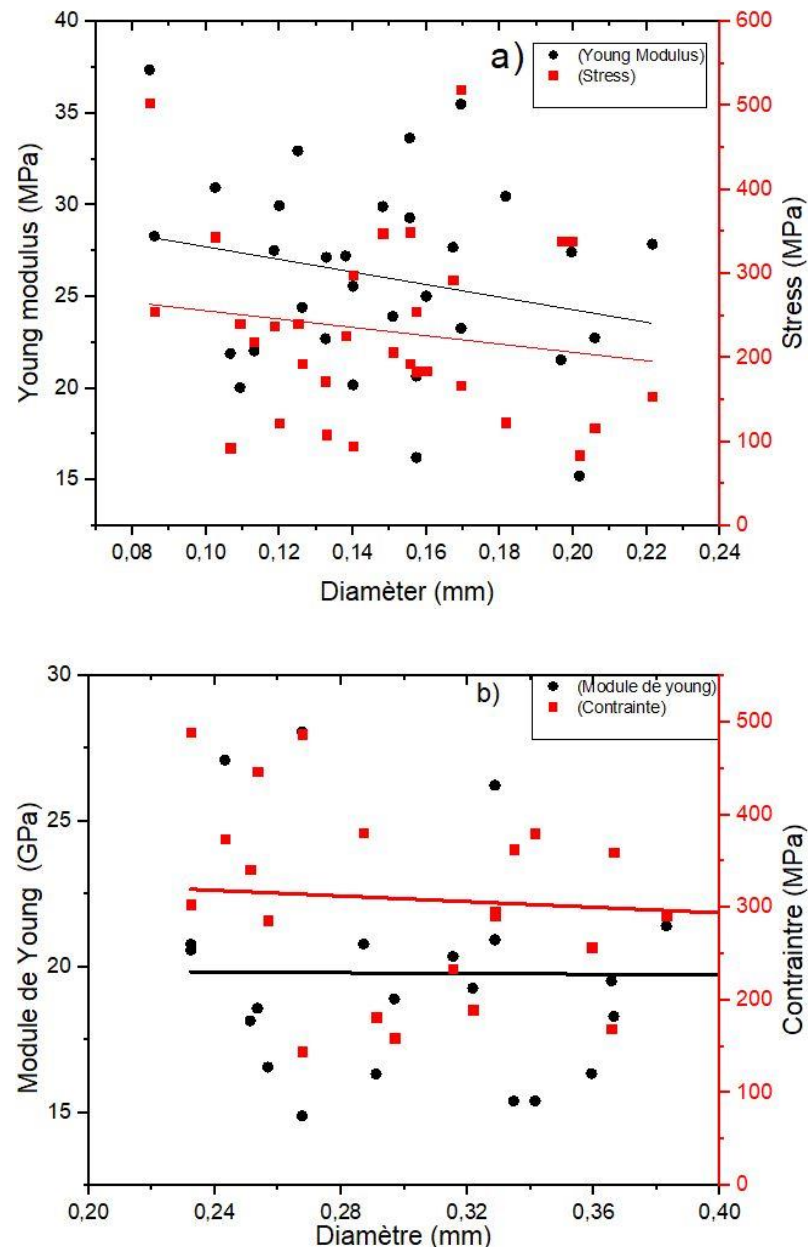 a)
(Young Modulus)
(Stress)
40
35
30
25
20
15
Young modulus (MPa)
600
500
400
300
200
100
0
Stress (MPa)
0,08 0,10 0,12 0,14 0,16 0,18 0,20 0,22 0,24
Diamèter (mm)
b)
(Module de young)
(Contrainte)
30
25
20
15
Module de Young (GPa)
500
400
300
200
100
0
Contraintre (MPa)
0,20 0,24 0,28 0,32 0,36 0,40
Diamètre (mm)